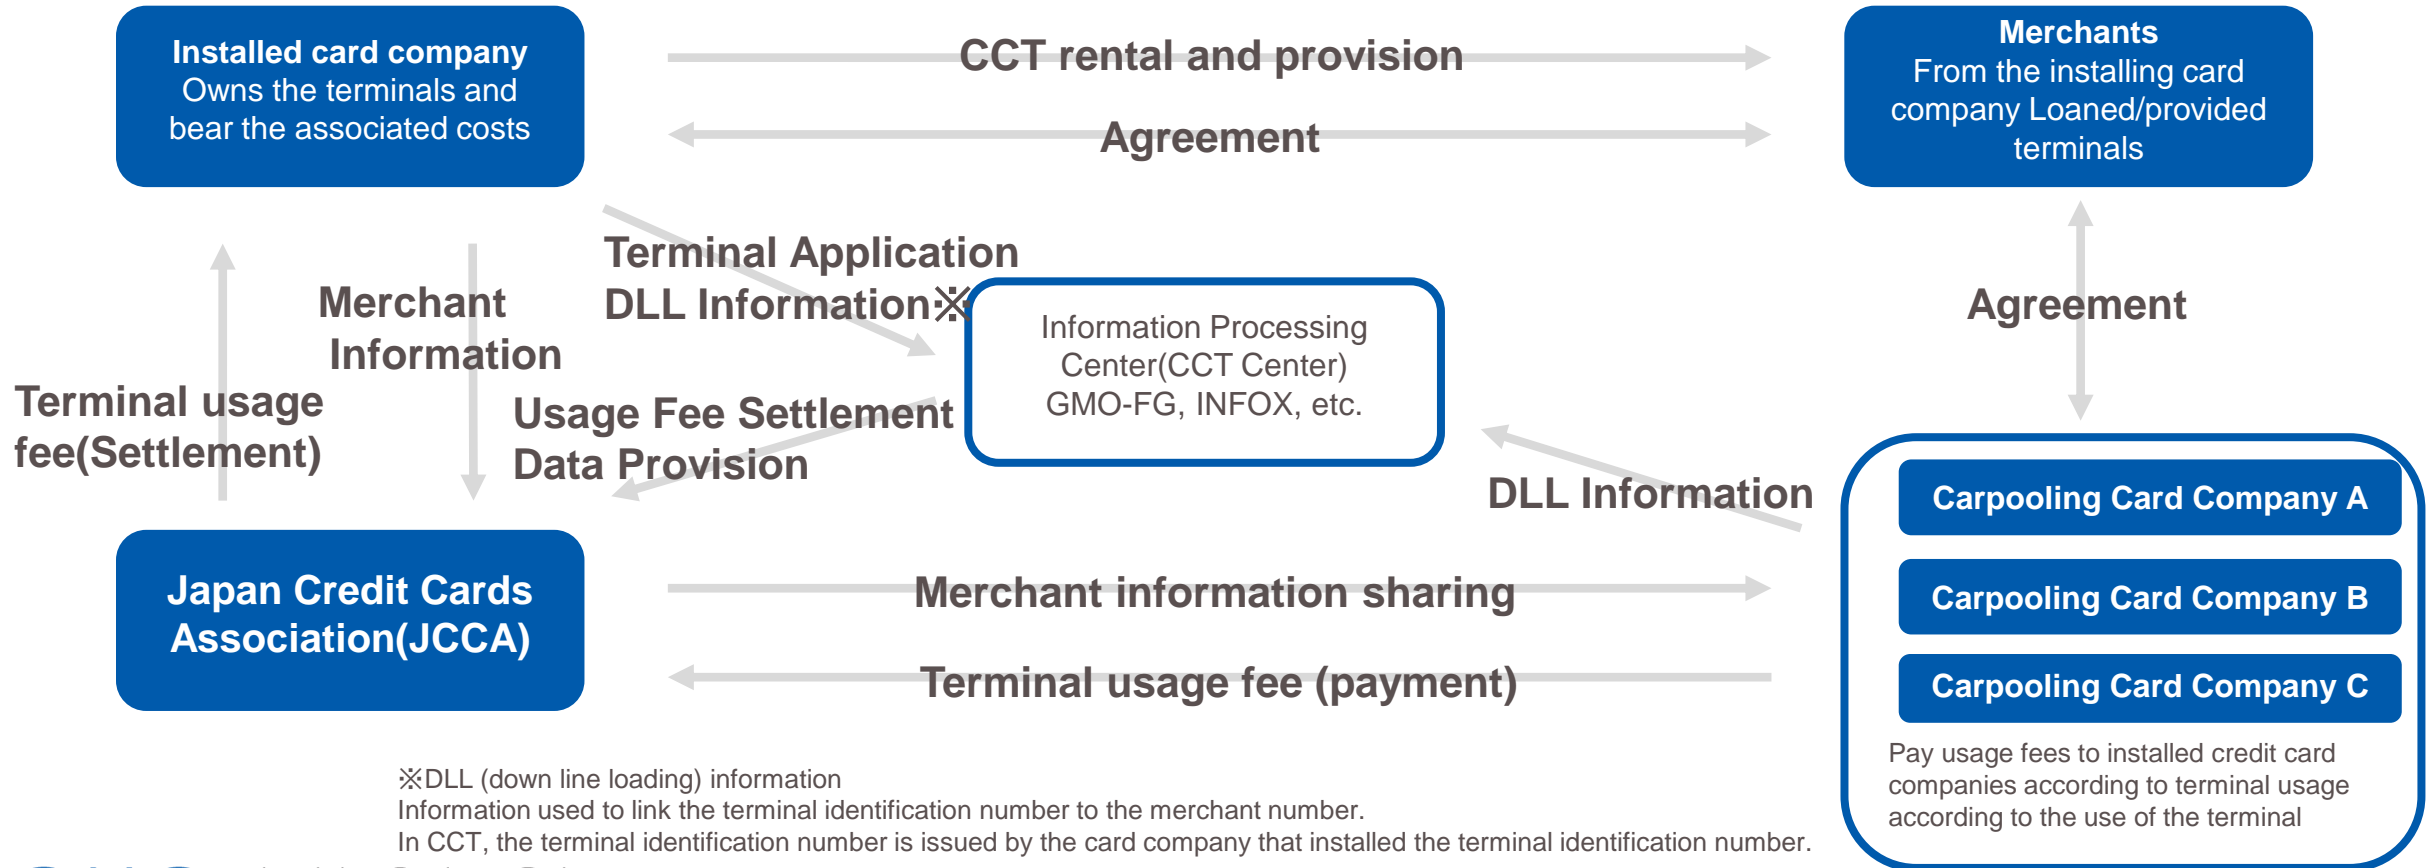 Installed card company
Owns the terminals and
bear the associated costs
CCT rental and provision
Agreement
Merchants
From the installing card
company Loaned/provided
terminals
Terminal Application
DLL Information※
Merchant
Information
Terminal usage
fee(Settlement)
Usage Fee Settlement
Data Provision
Information Processing
Center(CCT Center)
GMO-FG, INFOX, etc.
Agreement
DLL Information
Japan Credit Cards
Association(JCCA)
Merchant information sharing
Terminal usage fee (payment)
Carpooling Card Company A
Carpooling Card Company B
Carpooling Card Company C
Pay usage fees to installed credit card
companies according to terminal usage
according to the use of the terminal
※DLL (down line loading) information
Information used to link the terminal identification number to the merchant number.
In CCT, the terminal identification number is issued by the card company that installed the terminal identification number.